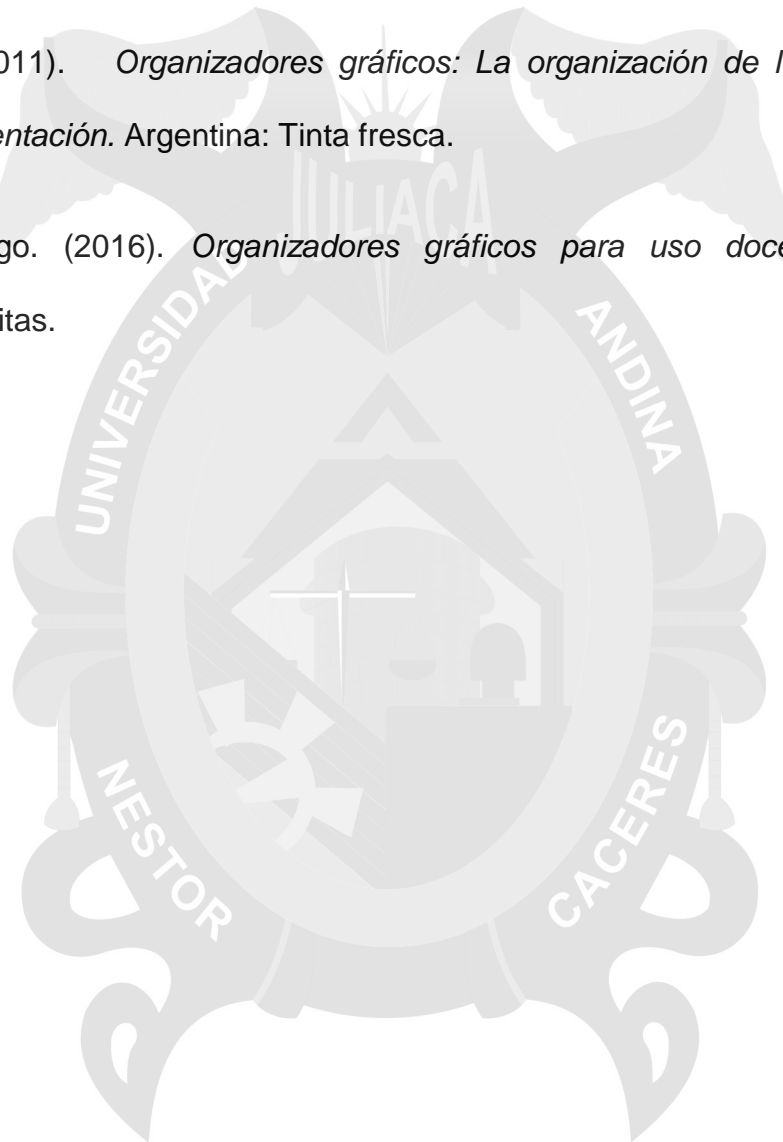 011). Organizadores gráficos: La organización de l
entación. Argentina: Tinta fresca.
go. (2016). Organizadores gráficos para uso doce
itas.
JULIACA
UNIVERSIDAD
ANDINA
NESTOR
CACERES